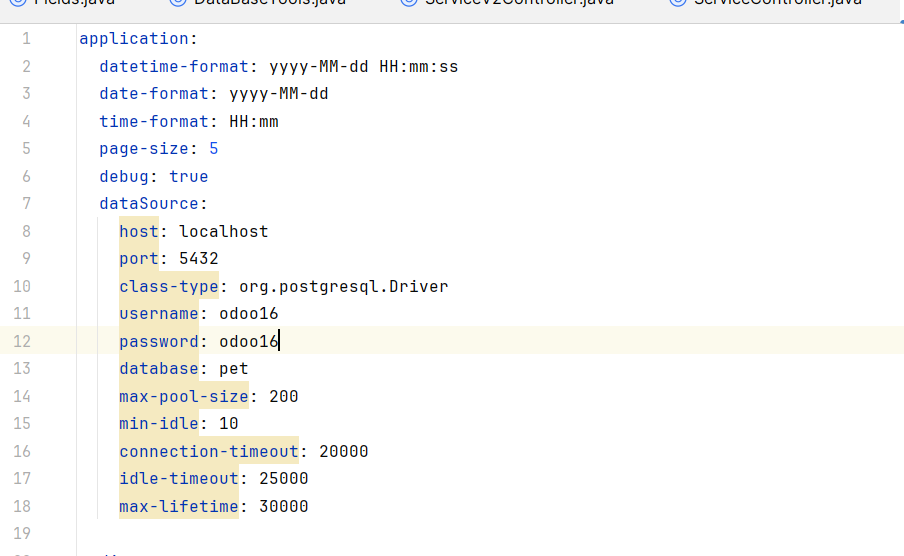 Fields.java DataBaseTools.java ServiceV2Controller.java ServiceController.java
1 application:
2 datetime-format: yyyy-MM-dd HH:mm:ss
3 date-format: yyyy-MM-dd
4 time-format: HH:mm
5 page-size: 5
6 debug: true
7 dataSource:
8 host: localhost
9 port: 5432
10 class-type: org.postgresql.Driver
11 username: odoo16
12 password: odoo16
13 database: pet
14 max-pool-size: 200
15 min-idle: 10
16 connection-timeout: 20000
17 idle-timeout: 25000
18 max-lifetime: 30000
19